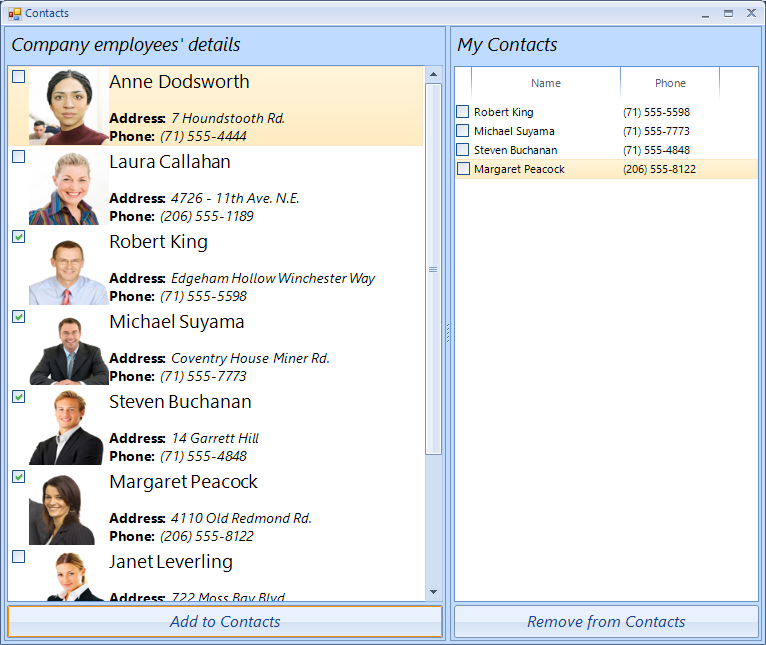 Contacts
Company employees' details
Anne Dodsworth
Address: 7 Houndstooth Rd.
Phone: (71) 555-4444
Laura Callahan
Address: 4726 - 11th Ave. N.E.
Phone: (206) 555-1189
Robert King
Address: Edgeham Hollow Winchester Way
Phone: (71) 555-5598
Michael Suyama
Address: Coventry House Miner Rd.
Phone: (71) 555-7773
Steven Buchanan
Address: 14 Garrett Hill
Phone: (71) 555-4848
Margaret Peacock
Address: 4110 Old Redmond Rd.
Phone: (206) 555-8122
Janet Leverling
Address: 722 Moss Bay Blvd.
Add to Contacts
My Contacts
Name Phone
Robert King (71) 555-5598
Michael Suyama (71) 555-7773
Steven Buchanan (71) 555-4848
Margaret Peacock (206) 555-8122
Remove from Contacts